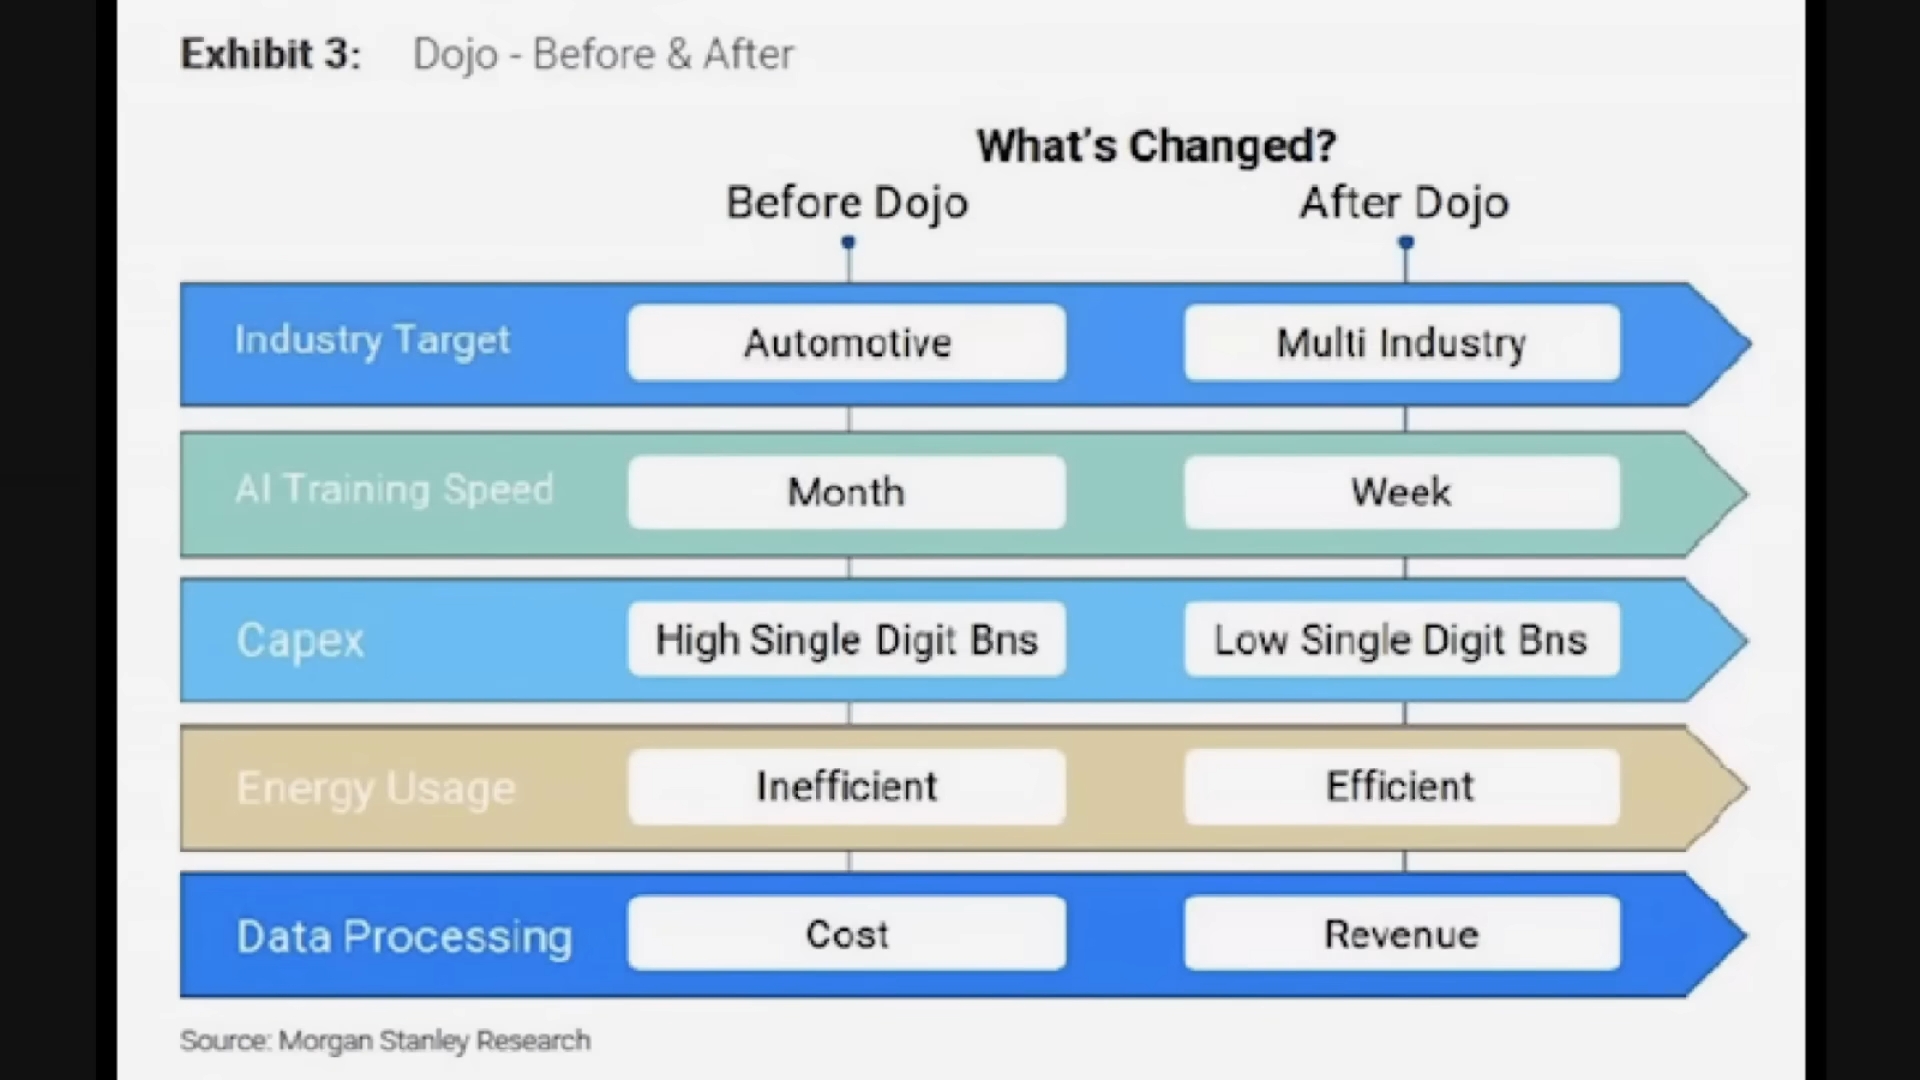 Exhibit 3: Dojo - Before & After
What's Changed?
Before Dojo After Dojo
Industry Target Automotive Multi Industry
AI Training Speed Month Week
Capex High Single Digit Bns Low Single Digit Bns
Energy Usage Inefficient Efficient
Data Processing Cost Revenue
Source: Morgan Stanley Research